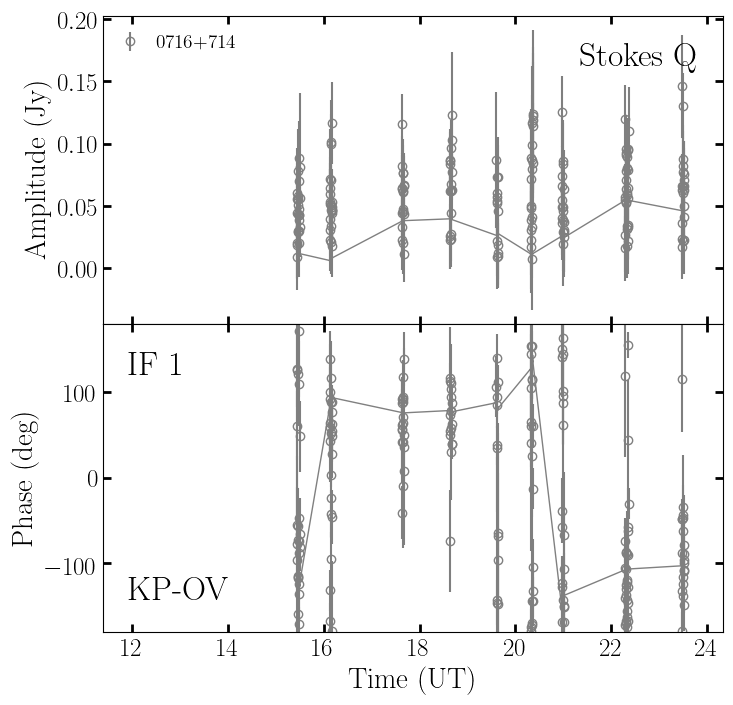 0.20
0716+714
Stokes Q
0.15
0.10
0.05
0.00
Amplitude (Jy)
IF 1
100
0
−100
Phase (deg)
KP-OV
12 14 16 18 20 22 24
Time (UT)